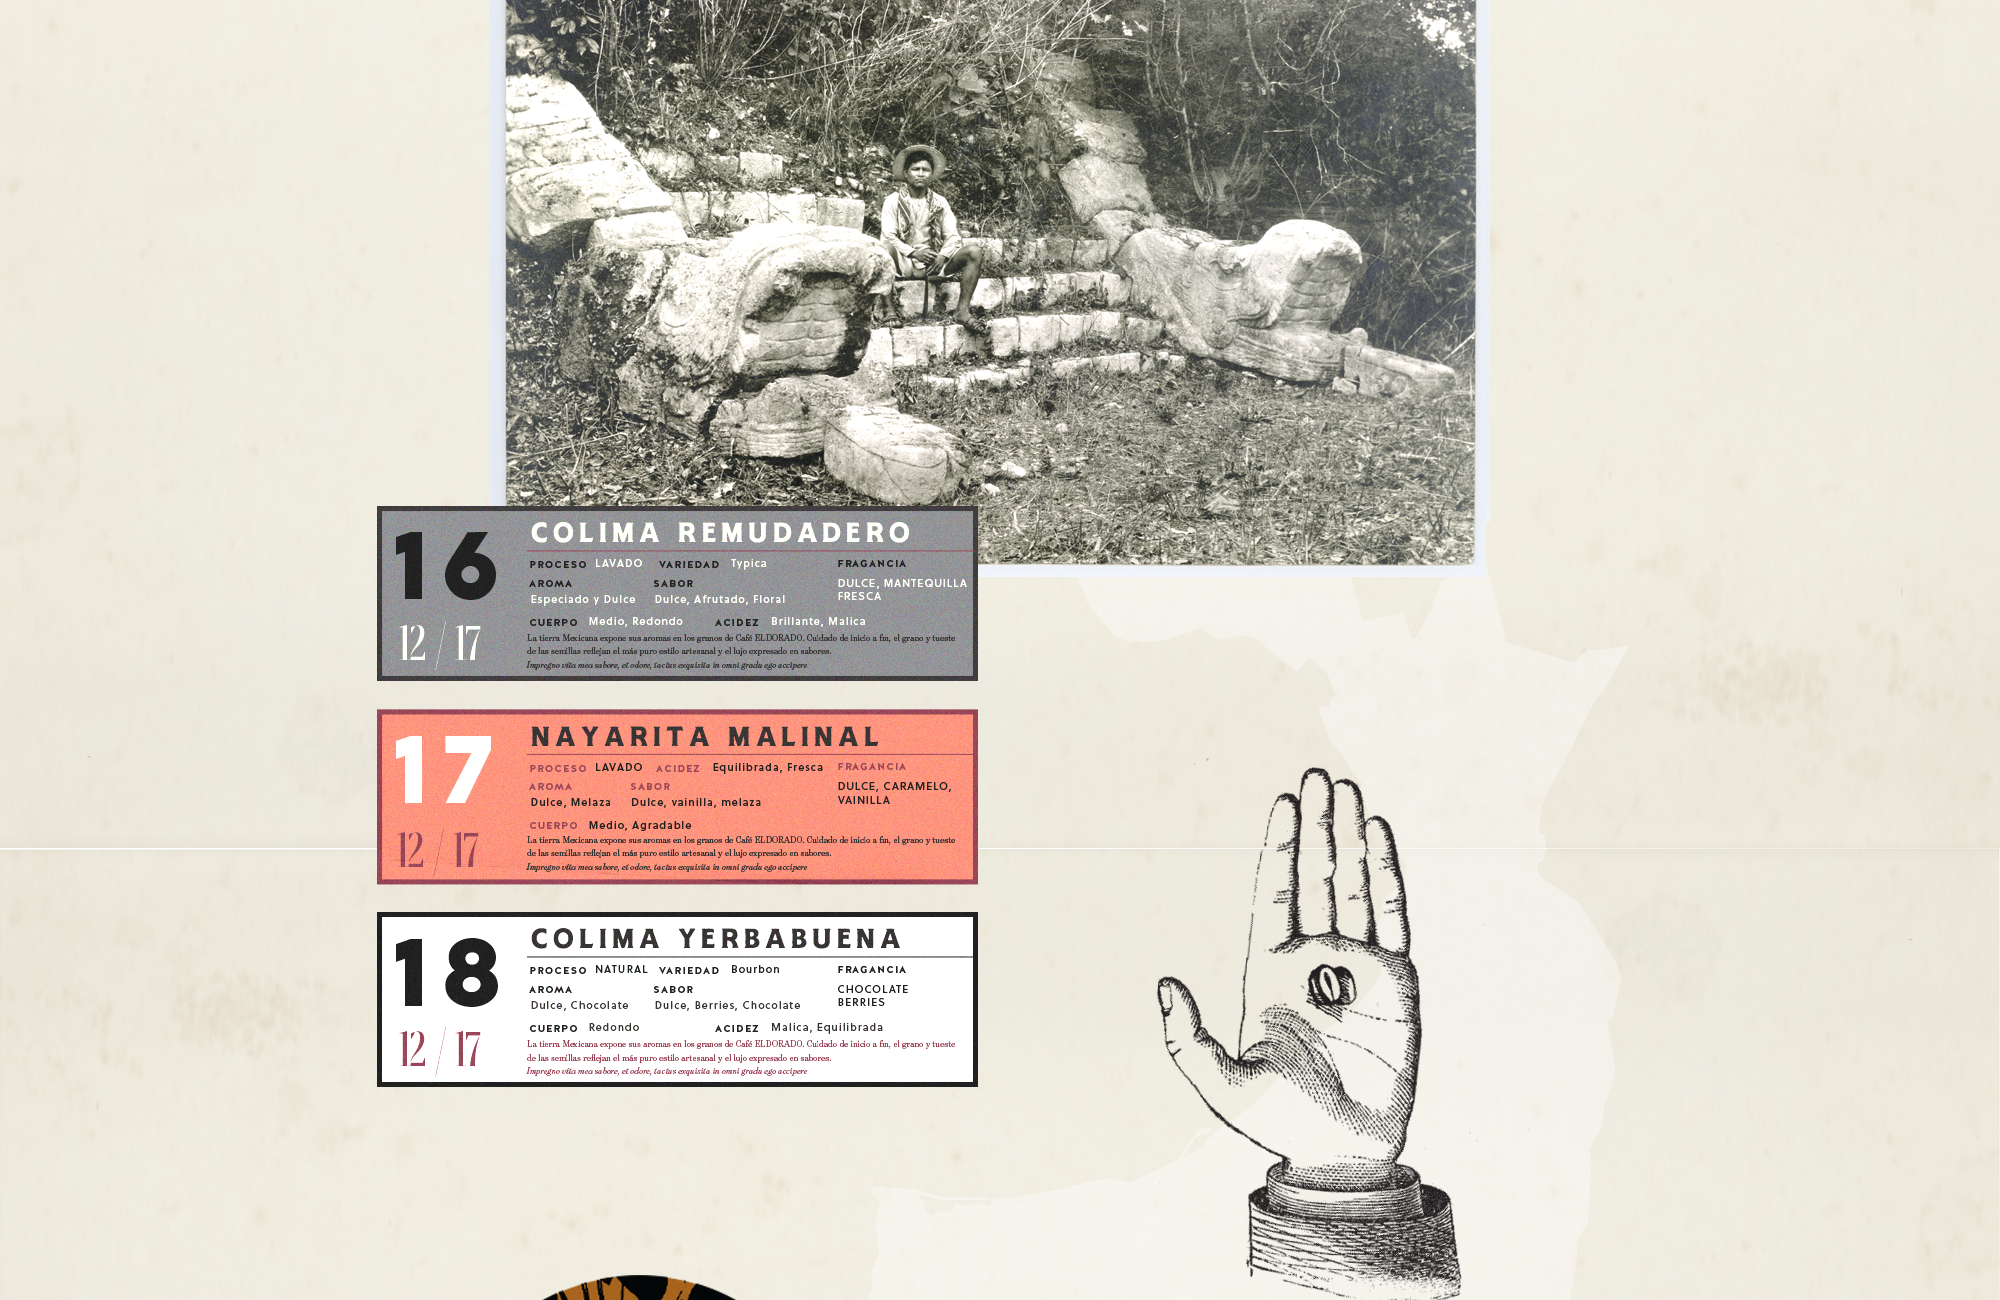 16
COLIMA REMUDADERO
PROCESO LAVADO VARIEDAD Typica FRAGANCIA
AROMA SABOR DULCE, MANTEQUILLA
FRESCA
Especiado y Dulce Dulce, Afrutado, Floral
CUERPO Medio, Redondo ACIDEZ Brillante, Malica
12/17
La tierra Mexicana expone sus aromas en los granos de Café ELDORADO. Cuidado de inicio a fin, el grano y tueste
de las semillas reflejan el más puro estilo artesanal y el lujo expresado en sabores.
Impregno vita mea sabore, et odore, tactus exquisita in omni gradu ego accipere
17
NAYARITA MALINAL
PROCESO LAVADO ACIDEZ Equilibrada, Fresca FRAGANCIA
AROMA SABOR DULCE, CARAMELO,
VAINILLA
Dulce, Melaza Dulce, vainilla, melaza
CUERPO Medio, Agradable
12/17
La tierra Mexicana expone sus aromas en los granos de Café ELDORADO. Cuidado de inicio a fin, el grano y tueste
de las semillas reflejan el más puro estilo artesanal y el lujo expresado en sabores.
Impregno vita mea sabore, et odore, tactus exquisita in omni gradu ego accipere
18
COLIMA YERBABUENA
PROCESO NATURAL VARIEDAD Bourbon FRAGANCIA
AROMA SABOR CHOCOLATE
BERRIES
Dulce, Chocolate Dulce, Berries, Chocolate
CUERPO Redondo ACIDEZ Malica, Equilibrada
12/17
La tierra Mexicana expone sus aromas en los granos de Café ELDORADO. Cuidado de inicio a fin, el grano y tueste
de las semillas reflejan el más puro estilo artesanal y el lujo expresado en sabores.
Impregno vita mea sabore, et odore, tactus exquisita in omni gradu ego accipere